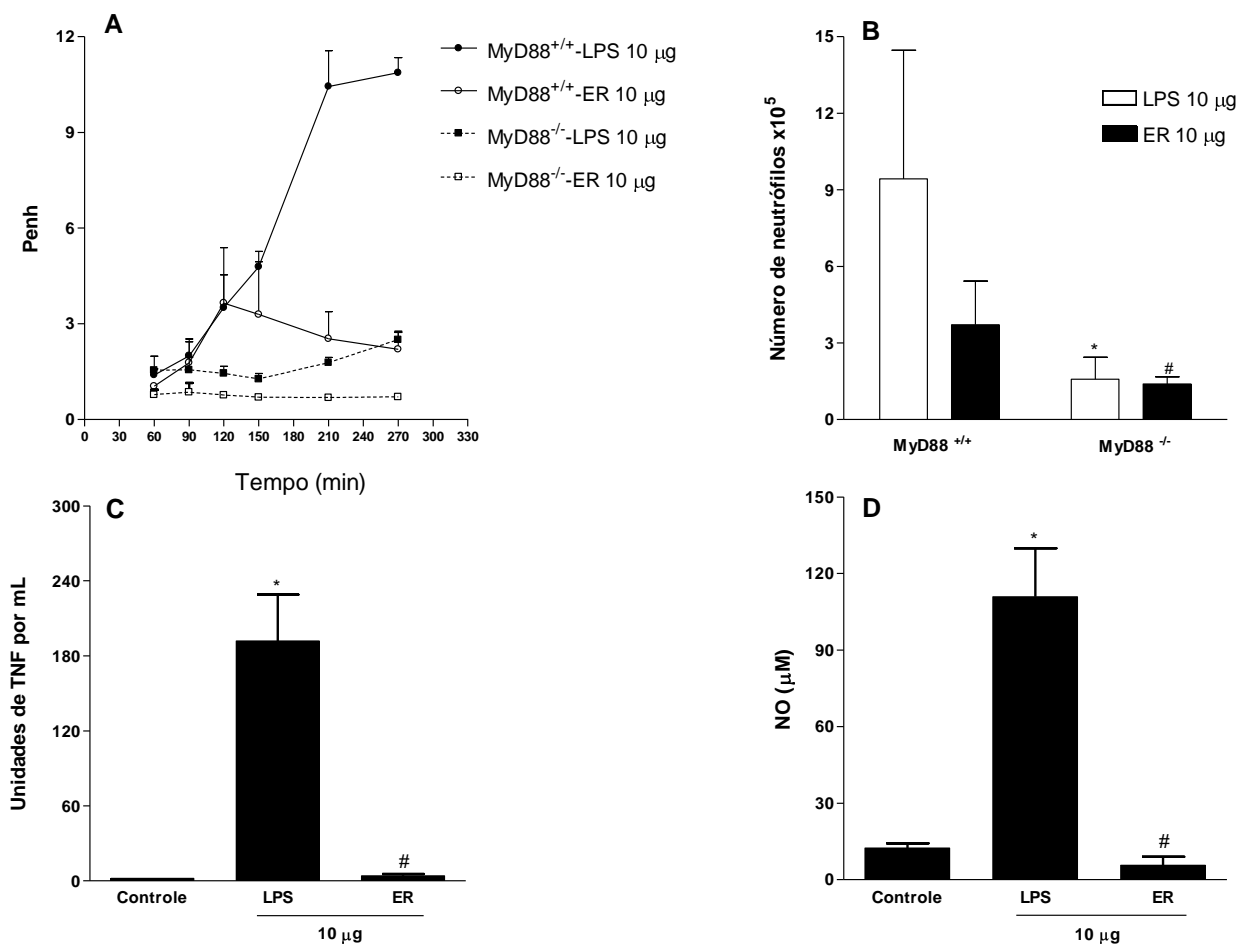 A
12
9
6
3
0
Penh
0 30 60 90 120 150 180 210 240 270 300 330
Tempo (min)
MyD88+/+-LPS 10 µg
MyD88+/+-ER 10 µg
MyD88-/--LPS 10 µg
MyD88-/--ER 10 µg
B
15
12
9
6
3
0
Número de neutrófilos x10⁵
LPS 10 µg
ER 10 µg
*
#
MyD88 +/+
MyD88 -/-
C
300
240
180
120
60
0
Unidades de TNF por mL
*
#
Controle LPS ER
10 µg
D
150
120
90
60
30
0
NO (µM)
*
#
Controle LPS ER
10 µg